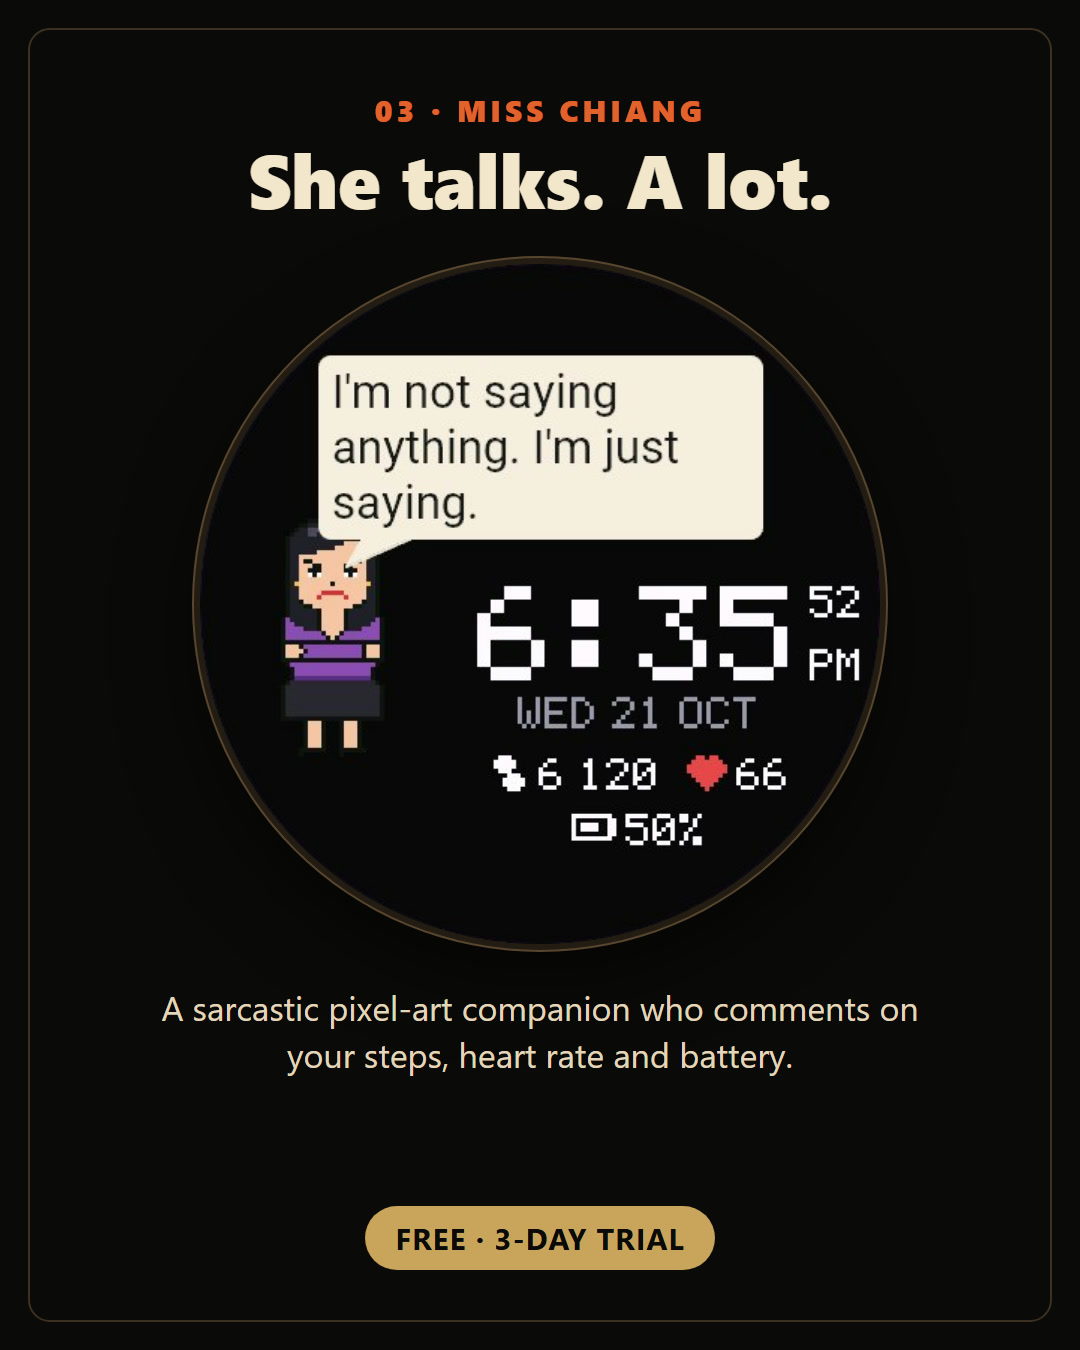 03 · MISS CHIANG
She talks. A lot.
I'm not saying
anything. I'm just
saying.
6:35 52
PM
WED 21 OCT
6 120 66
50%
A sarcastic pixel-art companion who comments on
your steps, heart rate and battery.
FREE · 3-DAY TRIAL